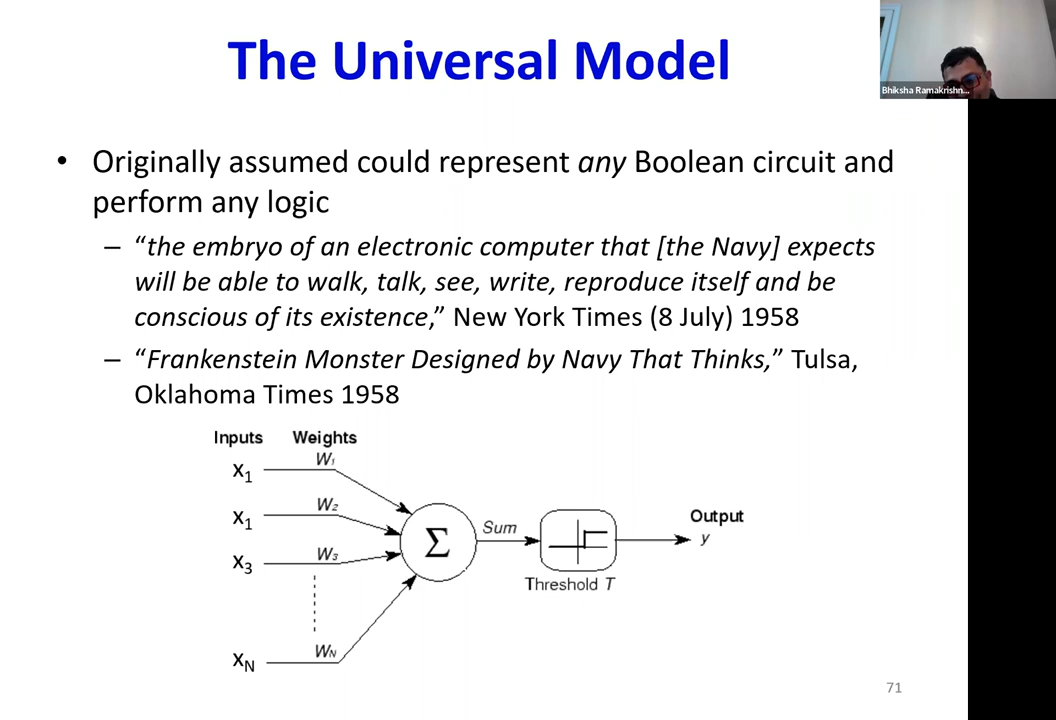 The Universal Model
Bhiksha Ramakrishn...
• Originally assumed could represent any Boolean circuit and
perform any logic
– “the embryo of an electronic computer that [the Navy] expects
will be able to walk, talk, see, write, reproduce itself and be
conscious of its existence,” New York Times (8 July) 1958
– “Frankenstein Monster Designed by Navy That Thinks,” Tulsa,
Oklahoma Times 1958
Inputs Weights
x1 W1
x1 W2
x3 W3
xN WN
Σ
Sum
Threshold T
Output
y
71